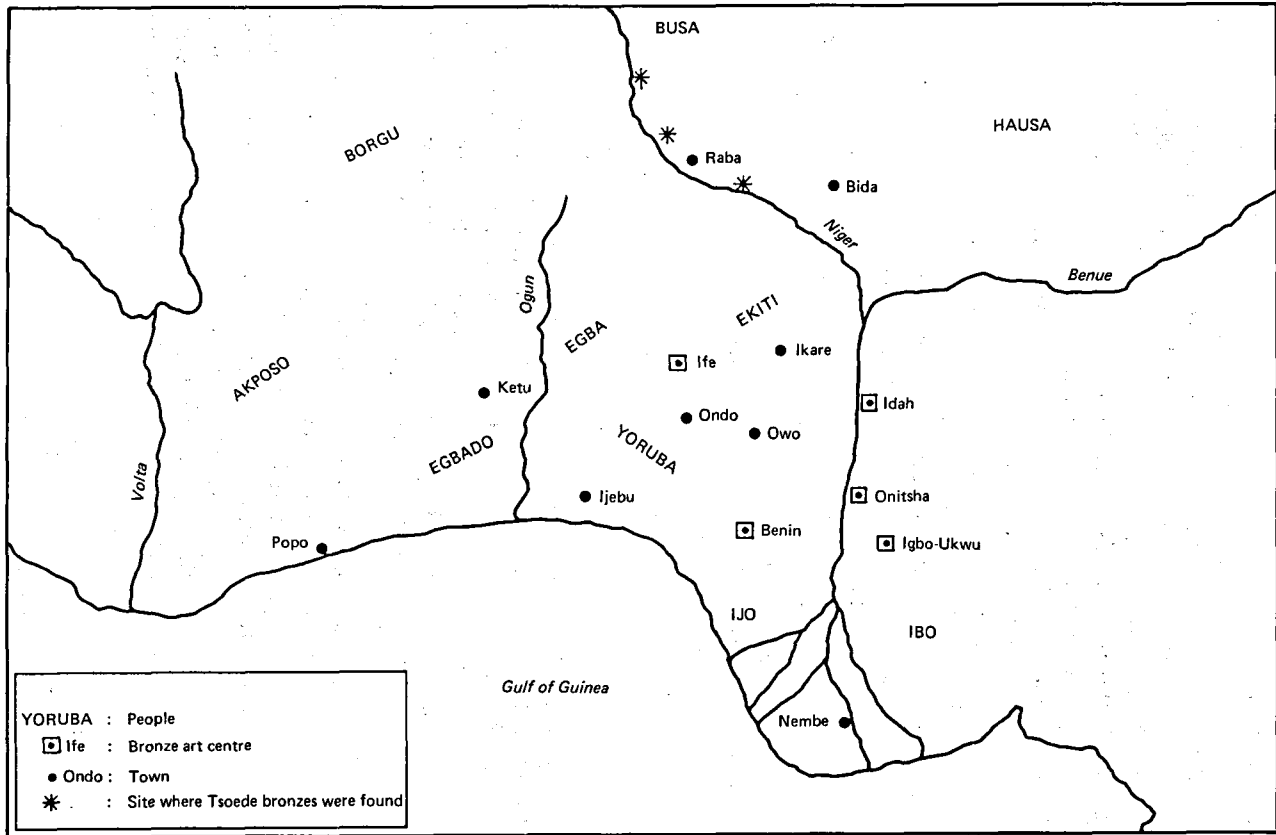 BUSA
HAUSA
BORGU
Raba
Bida
Niger
Benue
Ogun
EKITI
EGBA
Ife
Ikare
AKPOSO
Ketu
Idah
Ondo
Owo
YORUBA
EGBADO
Volta
Ijebu
Onitsha
Benin
Igbo-Ukwu
Popo
IJO
IBO
Gulf of Guinea
Nembe
YORUBA : People
Ife : Bronze art centre
Ondo : Town
: Site where Tsoede bronzes were found